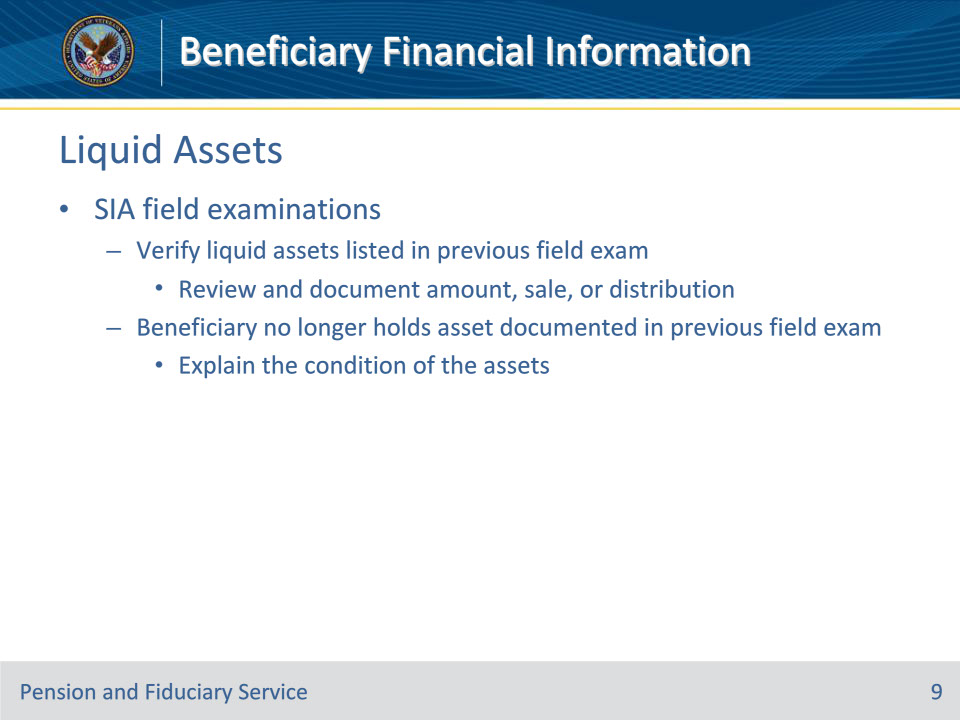 Beneficiary Financial Information
Liquid Assets
• SIA field examinations
– Verify liquid assets listed in previous field exam
• Review and document amount, sale, or distribution
– Beneficiary no longer holds asset documented in previous field exam
• Explain the condition of the assets
Pension and Fiduciary Service
9